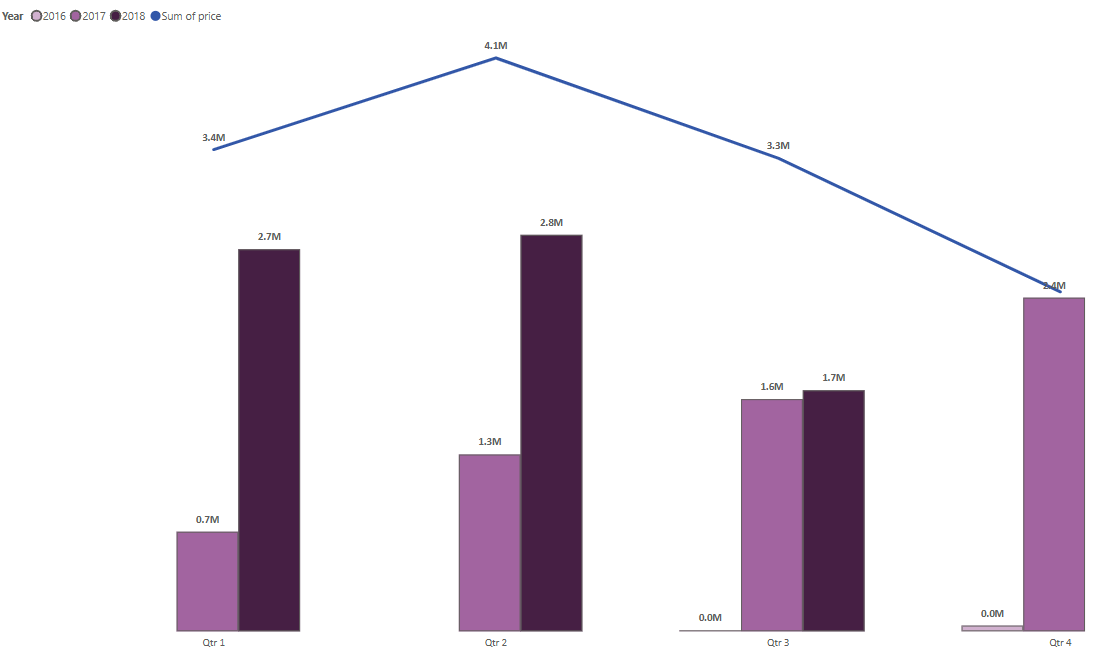 Year 2016 2017 2018 Sum of price
4.1M
3.4M
3.3M
2.4M
2.7M
2.8M
0.7M
1.3M
1.6M
1.7M
0.0M
0.0M
Qtr 1
Qtr 2
Qtr 3
Qtr 4